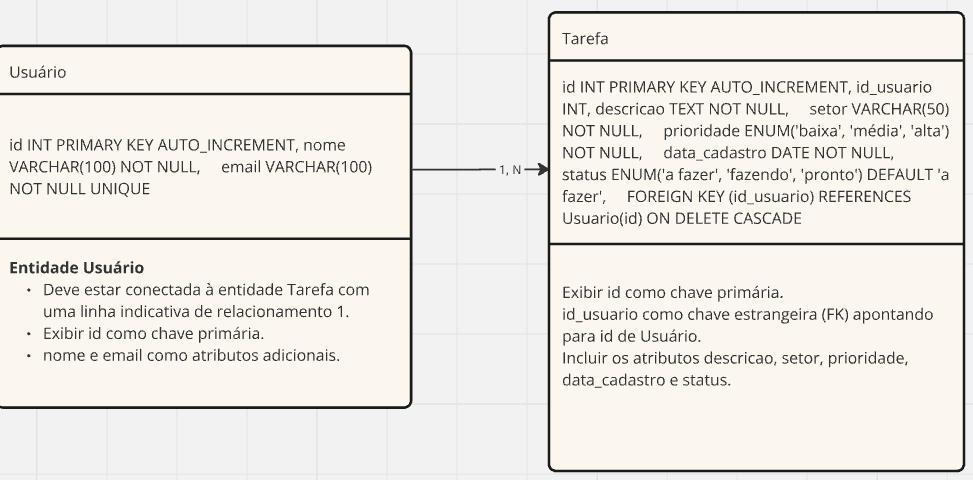 Usuário
id INT PRIMARY KEY AUTO_INCREMENT, nome
VARCHAR(100) NOT NULL, email VARCHAR(100)
NOT NULL UNIQUE
Entidade Usuário
• Deve estar conectada à entidade Tarefa com
uma linha indicativa de relacionamento 1.
• Exibir id como chave primária.
• nome e email como atributos adicionais.
1, N
Tarefa
id INT PRIMARY KEY AUTO_INCREMENT, id_usuario
INT, descricao TEXT NOT NULL, setor VARCHAR(50)
NOT NULL, prioridade ENUM('baixa', 'média', 'alta')
NOT NULL, data_cadastro DATE NOT NULL,
status ENUM('a fazer', 'fazendo', 'pronto') DEFAULT 'a
fazer', FOREIGN KEY (id_usuario) REFERENCES
Usuario(id) ON DELETE CASCADE
Exibir id como chave primária.
id_usuario como chave estrangeira (FK) apontando
para id de Usuário.
Incluir os atributos descricao, setor, prioridade,
data_cadastro e status.